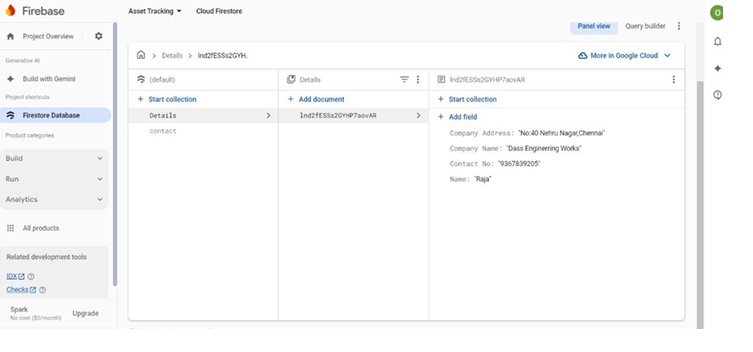 Firebase
Asset Tracking
Cloud Firestore
O
Project Overview
Generative AI
Build with Gemini
Project shortcuts
Firestore Database
Product categories
Build
Run
Analytics
All products
Related development tools
IDX
Checks
Spark
No cost ($0/month)
Upgrade
Panel view
Query builder
Details
lnd2fESSs2GYH.
More in Google Cloud
(default)
Start collection
Details
contact
Details
Add document
lnd2fESSs2GYHP7aovAR
lnd2fESSs2GYHP7aovAR
Start collection
Add field
Company Address: "No:40 Nehru Nagar,Chennai"
Company Name: "Dass Enginerring Works"
Contact No: "9367839205"
Name: "Raja"